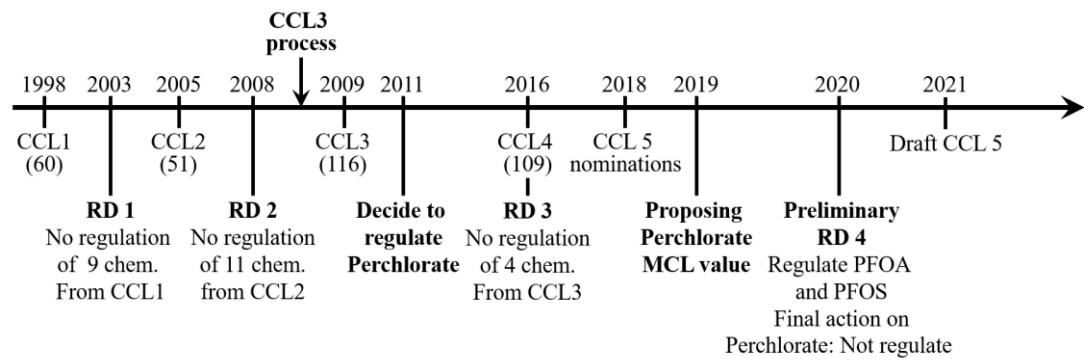 CCL3
process
1998 2003 2005 2008 2009 2011 2016 2018 2019 2020 2021
CCL1
(60)
CCL2
(51)
CCL3
(116)
CCL4
(109)
CCL 5
nominations
Draft CCL 5
RD 1
No regulation
of 9 chem.
From CCL1
RD 2
No regulation
of 11 chem.
from CCL2
Decide to
regulate
Perchlorate
RD 3
No regulation
of 4 chem.
From CCL3
Proposing
Perchlorate
MCL value
Preliminary
RD 4
Regulate PFOA
and PFOS
Final action on
Perchlorate: Not regulate